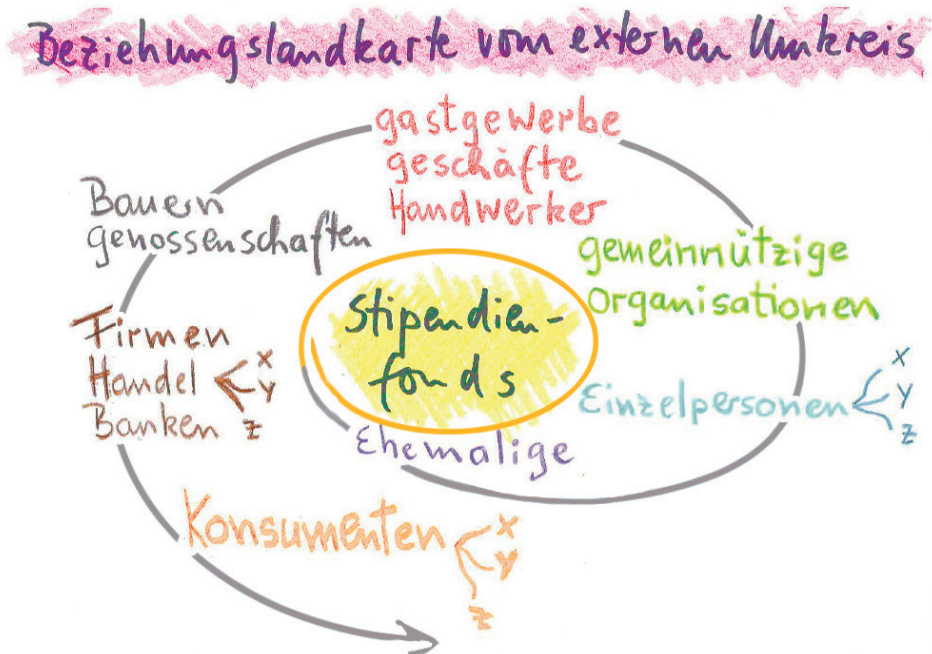 Beziehungslandkarte vom externen Umkreis
gastgewerbe
geschäfte
Handwerker
Bauern
genossenschaften
gemeinnützige
Organisationen
Stipendien-
fonds
Firmen
Handel
Banken
X
Y
Z
Einzelpersonen
X
Y
Z
Ehemalige
Konsumenten
X
Y
Z